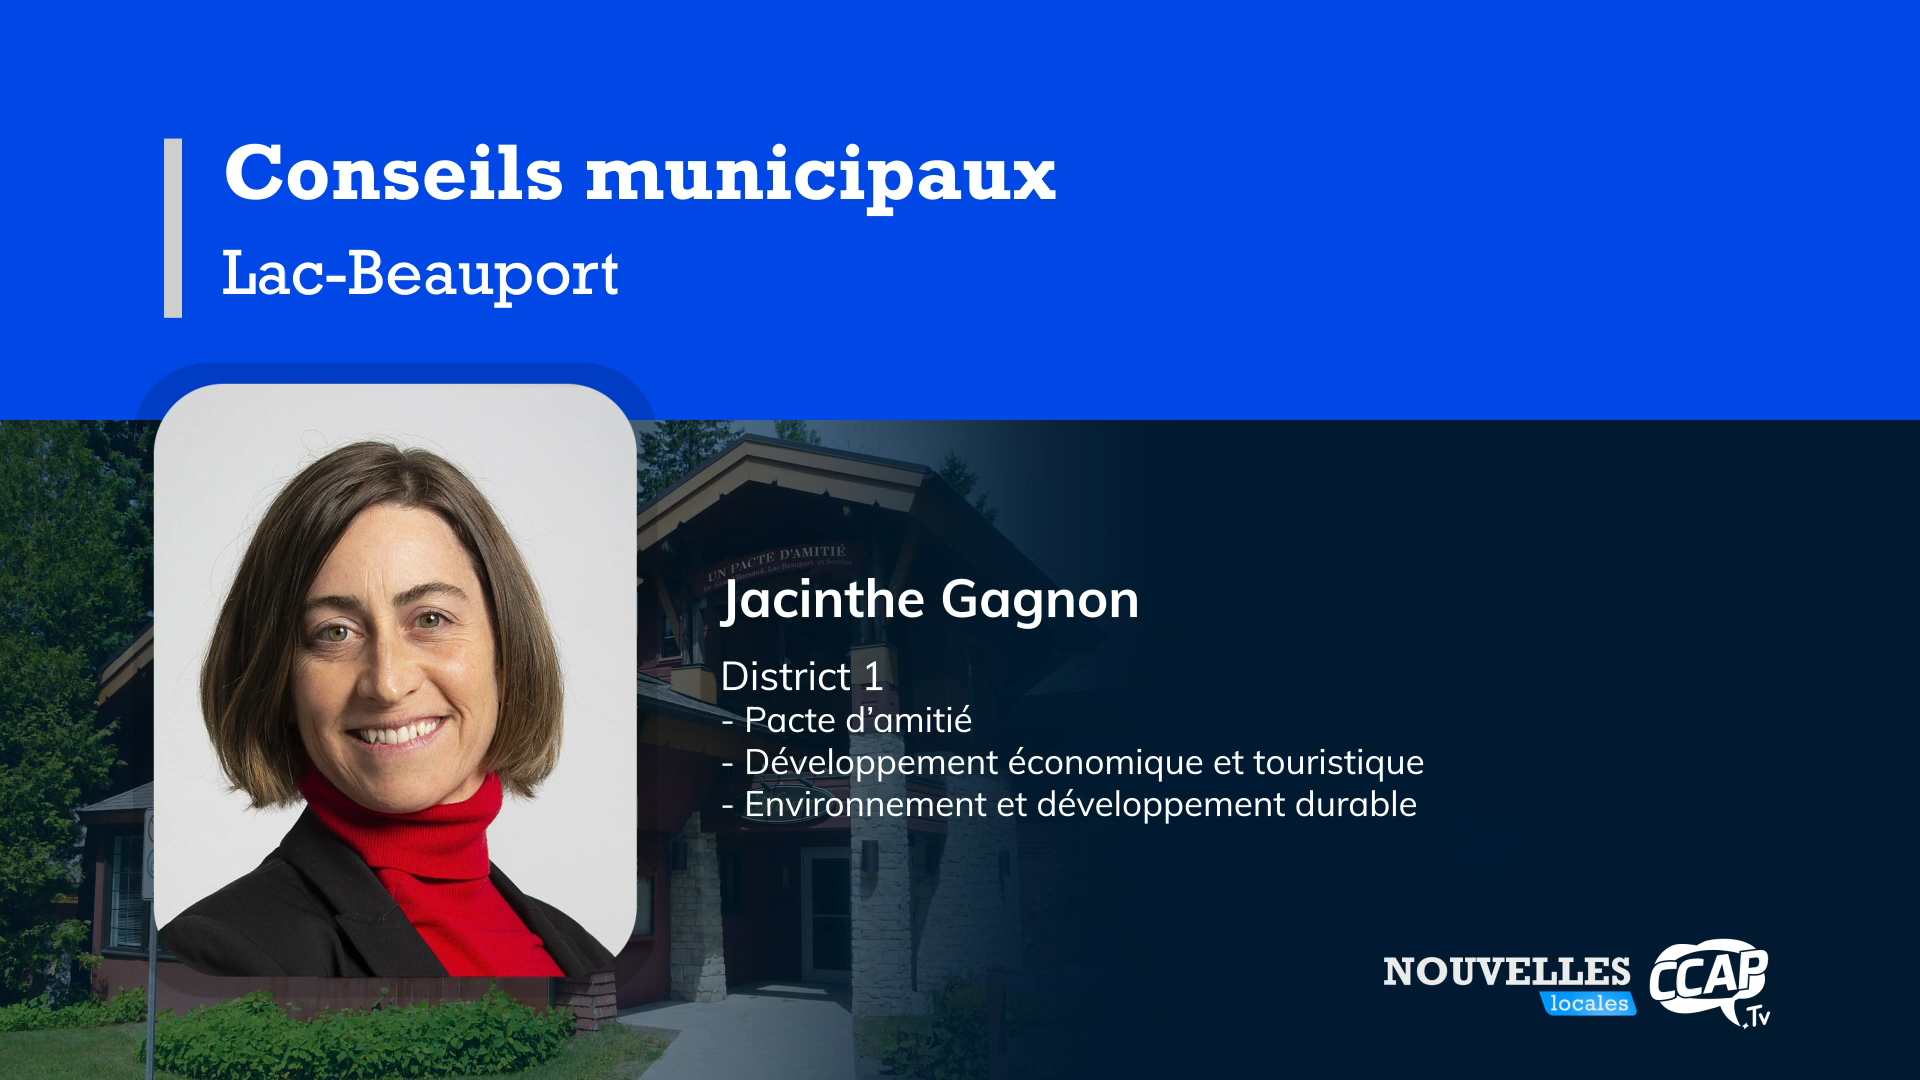 Conseils municipaux
Lac-Beauport
UN PACTE D'AMITIÉ
Jacinthe Gagnon
District 1
- Pacte d’amitié
- Développement économique et touristique
- Environnement et développement durable
NOUVELLES
locales
CCAP
.Tv